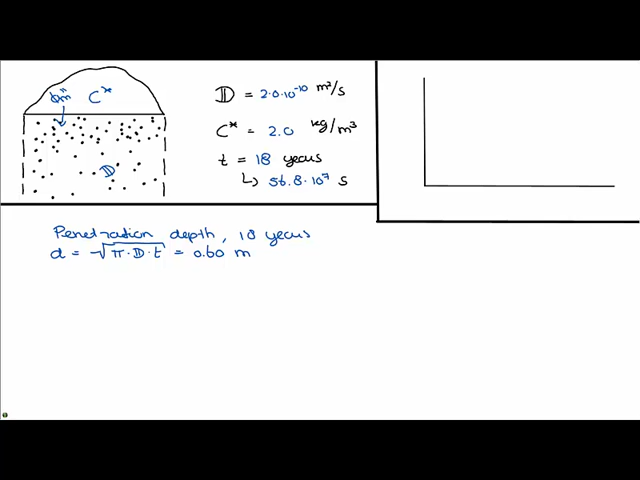 ϕm" C*
𝔻
𝔻 = 2.0·10⁻¹⁰ m²/s
C* = 2.0 kg/m³
t = 18 years
↳ 56.8·10⁷ s
Penetration depth, 18 years
d = √π·𝔻·t = 0.60 m